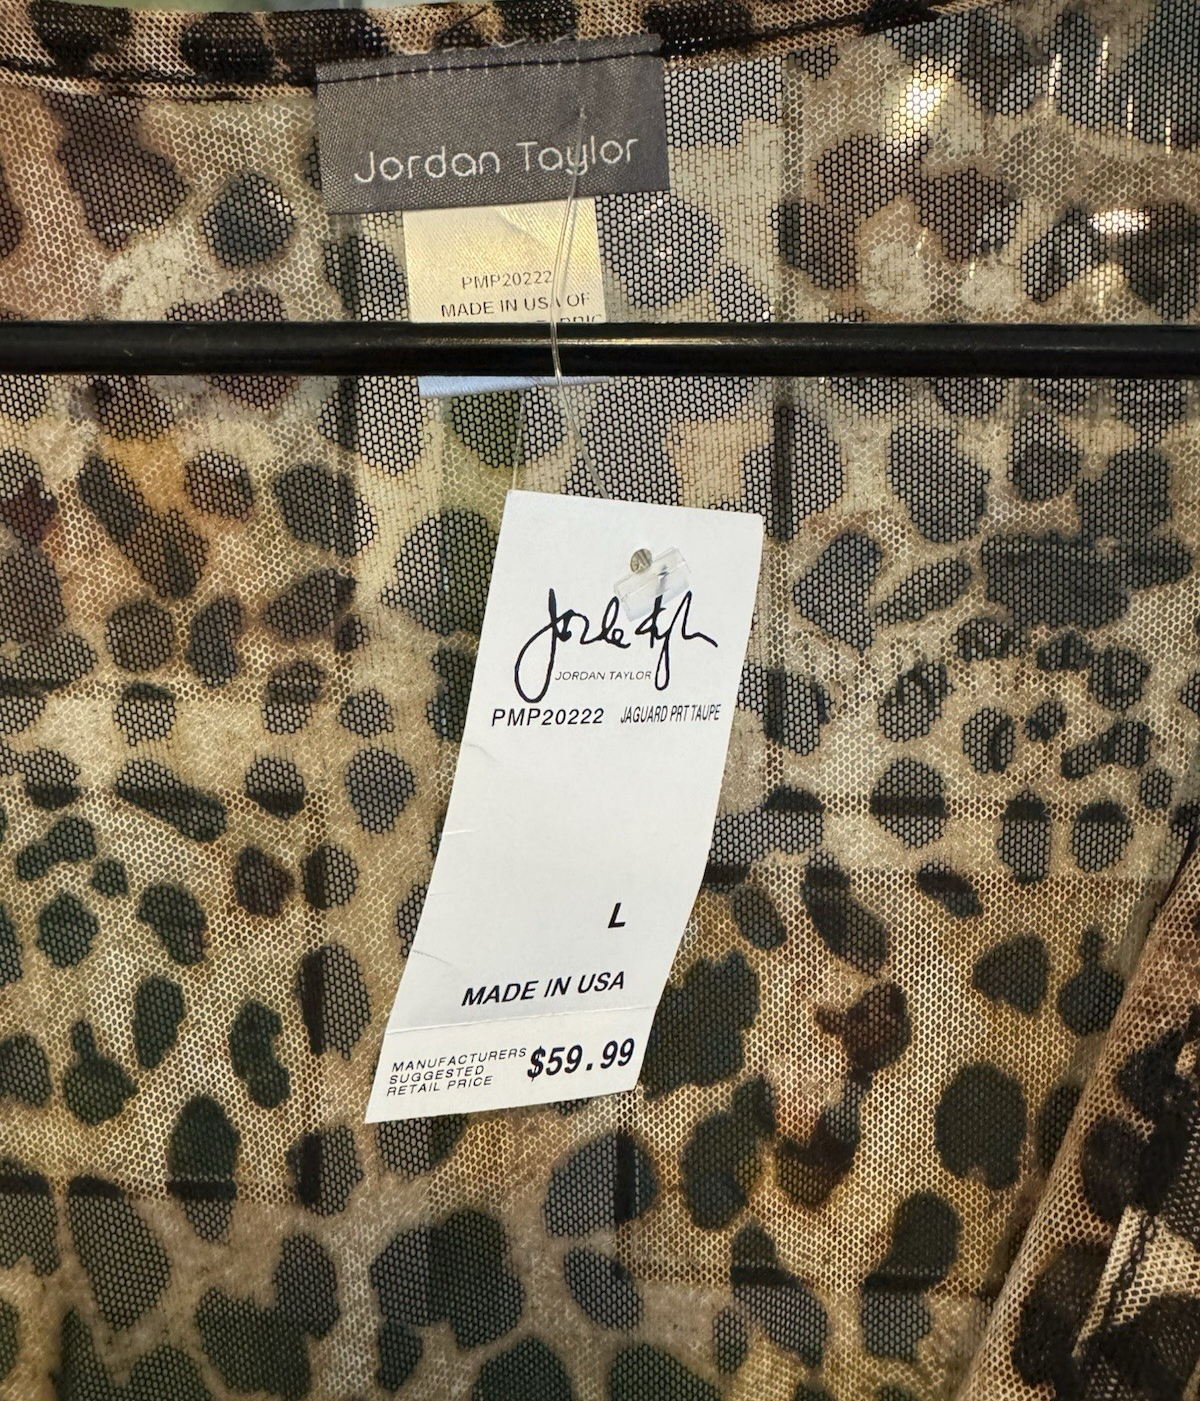 Jordan Taylor
PMP20222
MADE IN USA OF
JORDAN TAYLOR
PMP20222 JAGUARD PRT TAUPE
L
MADE IN USA
MANUFACTURERS
SUGGESTED
RETAIL PRICE
$59.99